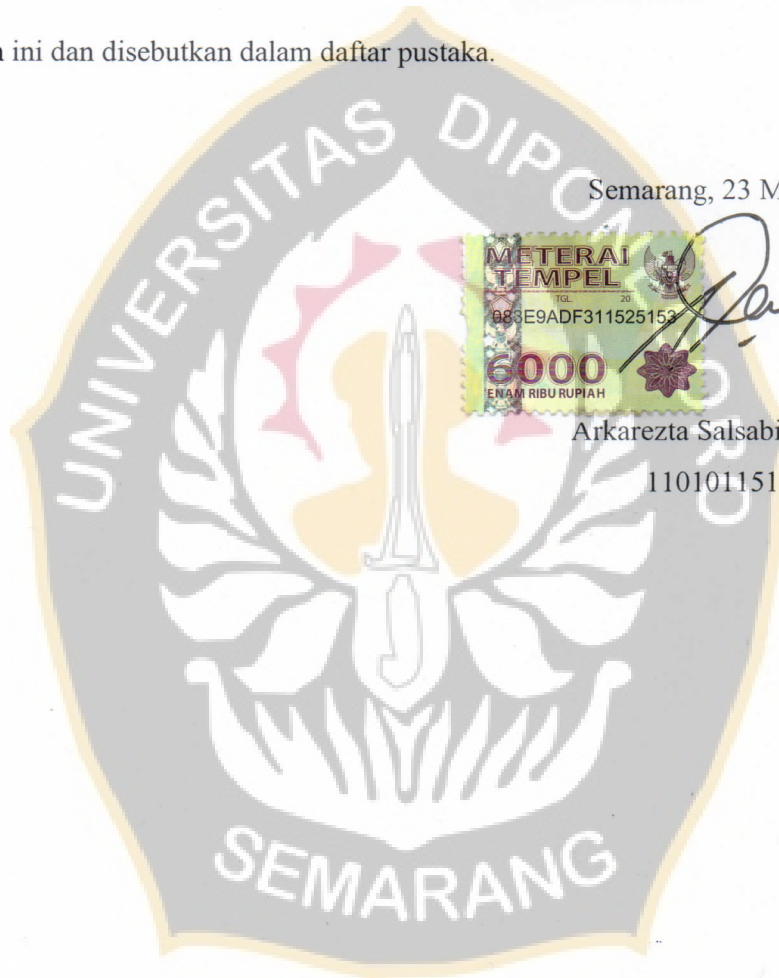 ini dan disebutkan dalam daftar pustaka.
UNIVERSITAS DIPONEGORO
Semarang, 23 M
METERAI
TEMPEL
TGL. 20
083E9ADF311525153
6000
ENAM RIBU RUPIAH
Arkarezta Salsabi
110101151
SEMARANG